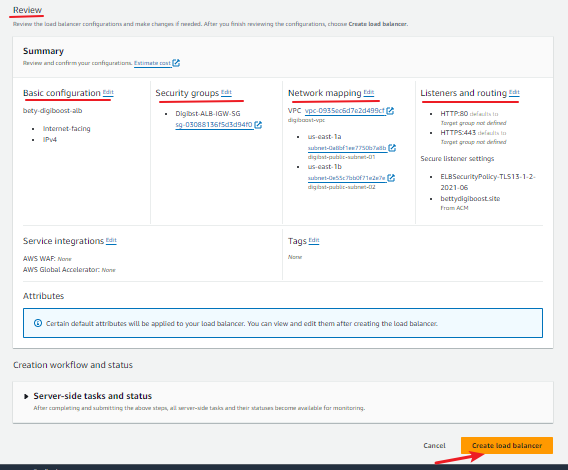 Review
Review the load balancer configurations and make changes if needed. After you finish reviewing the configurations, choose Create load balancer.
Summary
Review and confirm your configurations. Estimate cost
Basic configuration Edit
bety-digiboost-alb
Internet-facing
IPv4
Security groups Edit
Digibst-ALB-IGW-SG
sg-03088136f5d3d94f0
Network mapping Edit
VPC vpc-0935ec6d7e2d499cf
digiboost-vpc
us-east-1a
subnet-0a8bf1ee7750b7a8b
digibst-public-subnet-01
us-east-1b
subnet-0e55c7bb0f71e2e7e
digibst-public-subnet-02
Listeners and routing Edit
HTTP:80 defaults to
Target group not defined
HTTPS:443 defaults to
Target group not defined
Secure listener settings
ELBSecurityPolicy-TLS13-1-2-
2021-06
bettydigiboost.site
From ACM
Service integrations Edit
AWS WAF: None
AWS Global Accelerator: None
Tags Edit
None
Attributes
Certain default attributes will be applied to your load balancer. You can view and edit them after creating the load balancer.
Creation workflow and status
Server-side tasks and status
After completing and submitting the above steps, all server-side tasks and their statuses become available for monitoring.
Cancel
Create load balancer